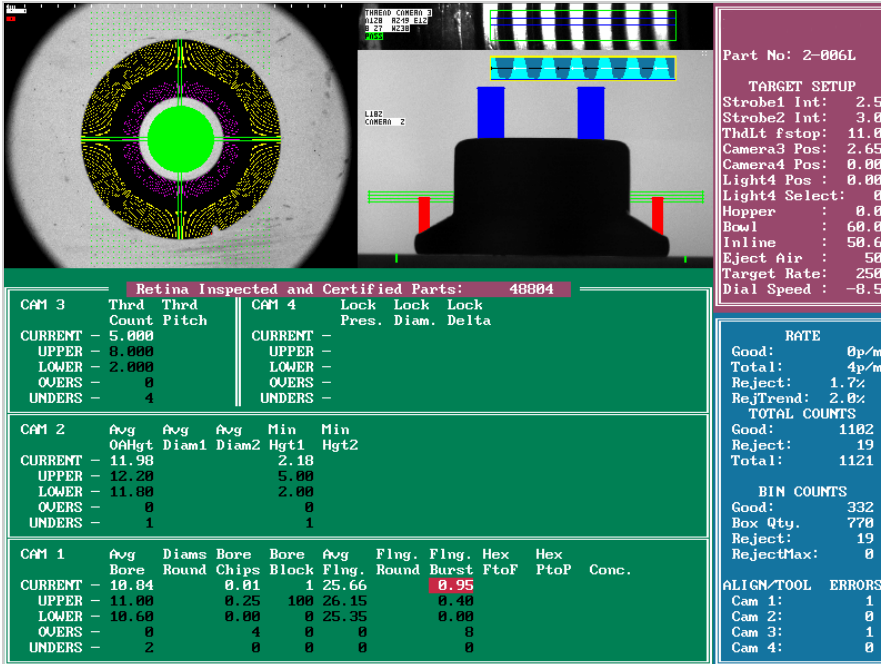 THREAD CAMERA 3
A128 R249 E12
B 27 W238
PASS
L182
CAMERA 2
Part No: 2-006L
TARGET SETUP
Strobe1 Int: 2.5
Strobe2 Int: 3.0
ThdLt fstop: 11.0
Camera3 Pos: 2.65
Camera4 Pos: 0.00
Light4 Pos : 0.00
Light4 Select: 0
Hopper : 0.0
Bowl : 60.0
Inline : 50.6
Eject Air : 50
Target Rate: 250
Dial Speed : -8.5
Retina Inspected and Certified Parts: 48804
CAM 3 Thrd Thrd
Count Pitch
CURRENT - 5.000
UPPER - 8.000
LOWER - 2.000
OVERS - 0
UNDERS - 4
CAM 4 Lock Lock Lock
Pres. Diam. Delta
CURRENT -
UPPER -
LOWER -
OVERS -
UNDERS -
CAM 2 Avg Avg Avg Min Min
OAHgt Diam1 Diam2 Hgt1 Hgt2
CURRENT - 11.98 2.18
UPPER - 12.20 5.00
LOWER - 11.80 2.00
OVERS - 0 0
UNDERS - 1 1
CAM 1 Avg Diams Bore Bore Avg Flng. Flng. Hex Hex
Bore Round Chips Block Flng. Round Burst FtoF PtoP Conc.
CURRENT - 10.84 0.01 1 25.66 0.95
UPPER - 11.00 0.25 100 26.15 0.40
LOWER - 10.60 0.00 0 25.35 0.00
OVERS - 0 4 0 0 8
UNDERS - 2 0 0 0 0
RATE
Good: 0p/m
Total: 4p/m
Reject: 1.7%
RejTrend: 2.0%
TOTAL COUNTS
Good: 1102
Reject: 19
Total: 1121
BIN COUNTS
Good: 332
Box Qty. 770
Reject: 19
RejectMax: 0
ALIGN/TOOL ERRORS
Cam 1: 1
Cam 2: 0
Cam 3: 1
Cam 4: 0